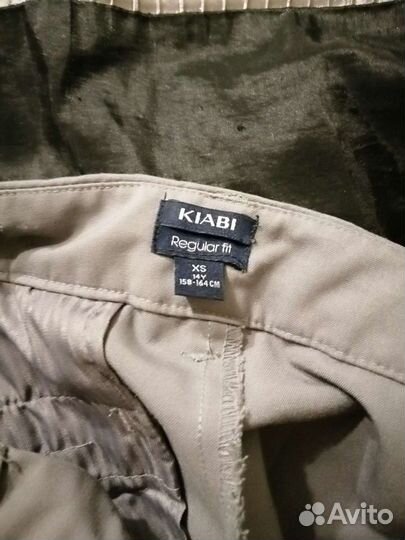 KIABI
Regular fit
XS
14Y
158-164CM
Avito